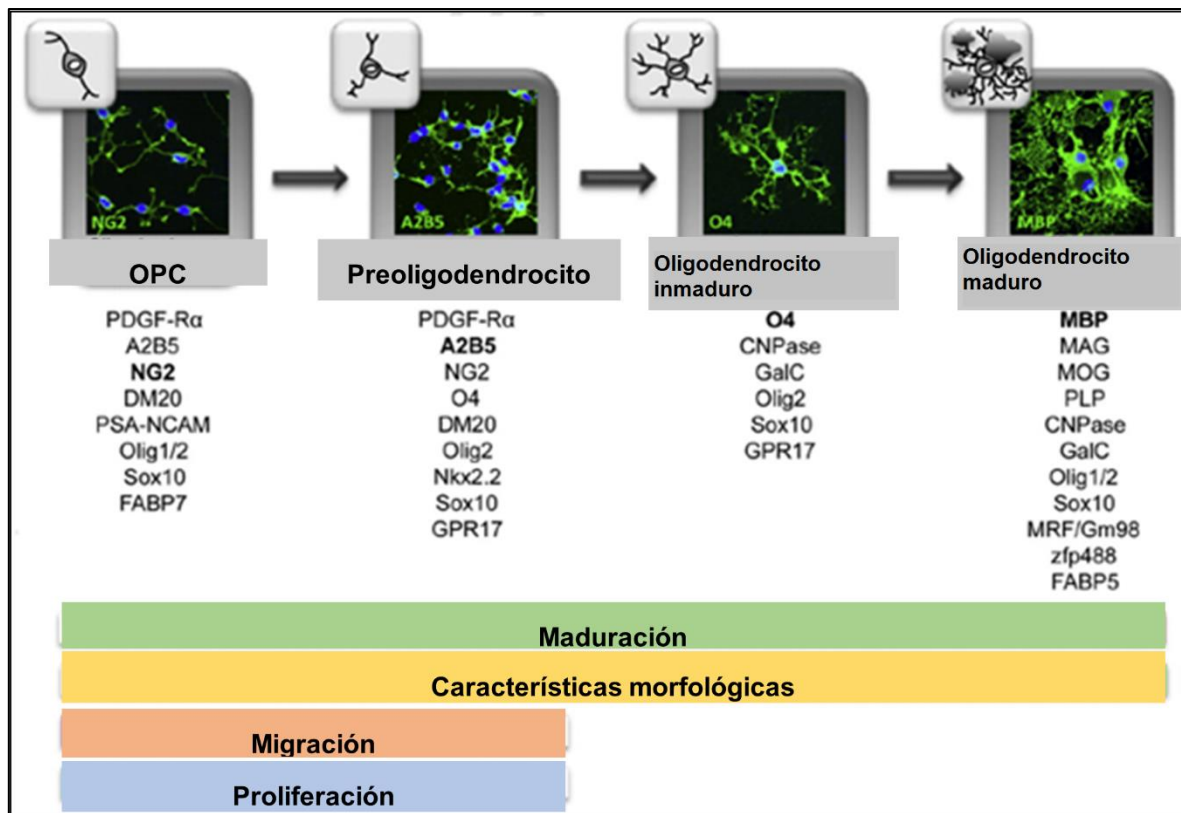 NG2
A2B5
O4
MBP
OPC
Preoligodendrocito
Oligodendrocito
inmaduro
Oligodendrocito
maduro
PDGF-Rα
A2B5
NG2
DM20
PSA-NCAM
Olig1/2
Sox10
FABP7
PDGF-Rα
A2B5
NG2
O4
DM20
Olig2
Nkx2.2
Sox10
GPR17
O4
CNPase
GalC
Olig2
Sox10
GPR17
MBP
MAG
MOG
PLP
CNPase
GalC
Olig1/2
Sox10
MRF/Gm98
zfp488
FABP5
Maduración
Característísticas morfológicas
Migración
Proliferación